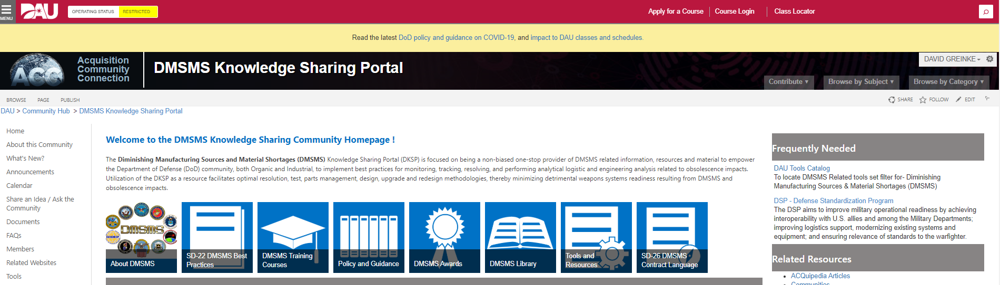 MENU
DAU
OPERATING STATUS RESTRICTED
Apply for a Course Course Login Class Locator
Read the latest DoD policy and guidance on COVID-19, and impact to DAU classes and schedules.
ACC
Acquisition
Community
Connection
DMSMS Knowledge Sharing Portal
DAVID GREINKE
Contribute ▾ Browse by Subject ▾ Browse by Category ▾
BROWSE PAGE PUBLISH
SHARE FOLLOW EDIT
DAU > Community Hub > DMSMS Knowledge Sharing Portal
Home
About this Community
What's New?
Announcements
Calendar
Share an Idea / Ask the
Community
Documents
FAQs
Members
Related Websites
Tools
Welcome to the DMSMS Knowledge Sharing Community Homepage !
The Diminishing Manufacturing Sources and Material Shortages (DMSMS) Knowledge Sharing Portal (DKSP) is focused on being a non-biased one-stop provider of DMSMS related information, resources and material to empower
the Department of Defense (DoD) community, both Organic and Industrial, to implement best practices for monitoring, tracking, resolving, and performing analytical logistic and engineering analysis related to obsolescence impacts.
Utilization of the DKSP as a resource facilitates optimal resolution, test, parts management, design, upgrade and redesign methodologies, thereby minimizing detrimental weapons systems readiness resulting from DMSMS and
obsolescence impacts.
DMSMS
GIDEP
About DMSMS
SD-22 DMSMS Best
Practices
DMSMS Training
Courses
Policy and Guidance
DMSMS Awards
DMSMS Library
Tools and
Resources
SD-26 DMSMS
Contract Language
Frequently Needed
DAU Tools Catalog
To locate DMSMS Related tools set filter for- Diminishing
Manufacturing Sources & Material Shortages (DMSMS)
DSP - Defense Standardization Program
The DSP aims to improve military operational readiness by achieving
interoperability with U.S. allies and among the Military Departments;
improving logistics support, modernizing existing systems and
equipment; and ensuring relevance of standards to the warfighter.
Related Resources
ACQuipedia Articles
Communities